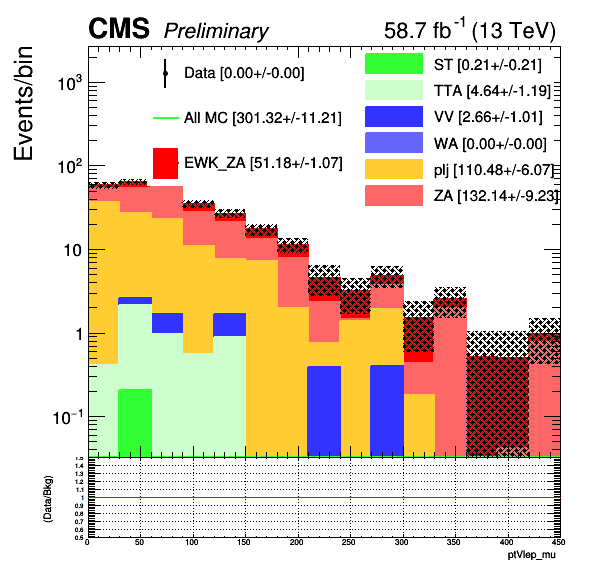 CMS Preliminary 58.7 fb⁻¹ (13 TeV)
Data [0.00+/-0.00]
All MC [301.32+/-11.21]
EWK_ZA [51.18+/-1.07]
ST [0.21+/-0.21]
TTA [4.64+/-1.19]
VV [2.66+/-1.01]
WA [0.00+/-0.00]
plj [110.48+/-6.07]
ZA [132.14+/-9.23]
Events/bin
10³
10²
10
1
10⁻¹
(Data/Bkg)
1.5
1.4
1.3
1.2
1.1
1
0.9
0.8
0.7
0.6
0.5
0 50 100 150 200 250 300 350 400 450
ptVlep_mu